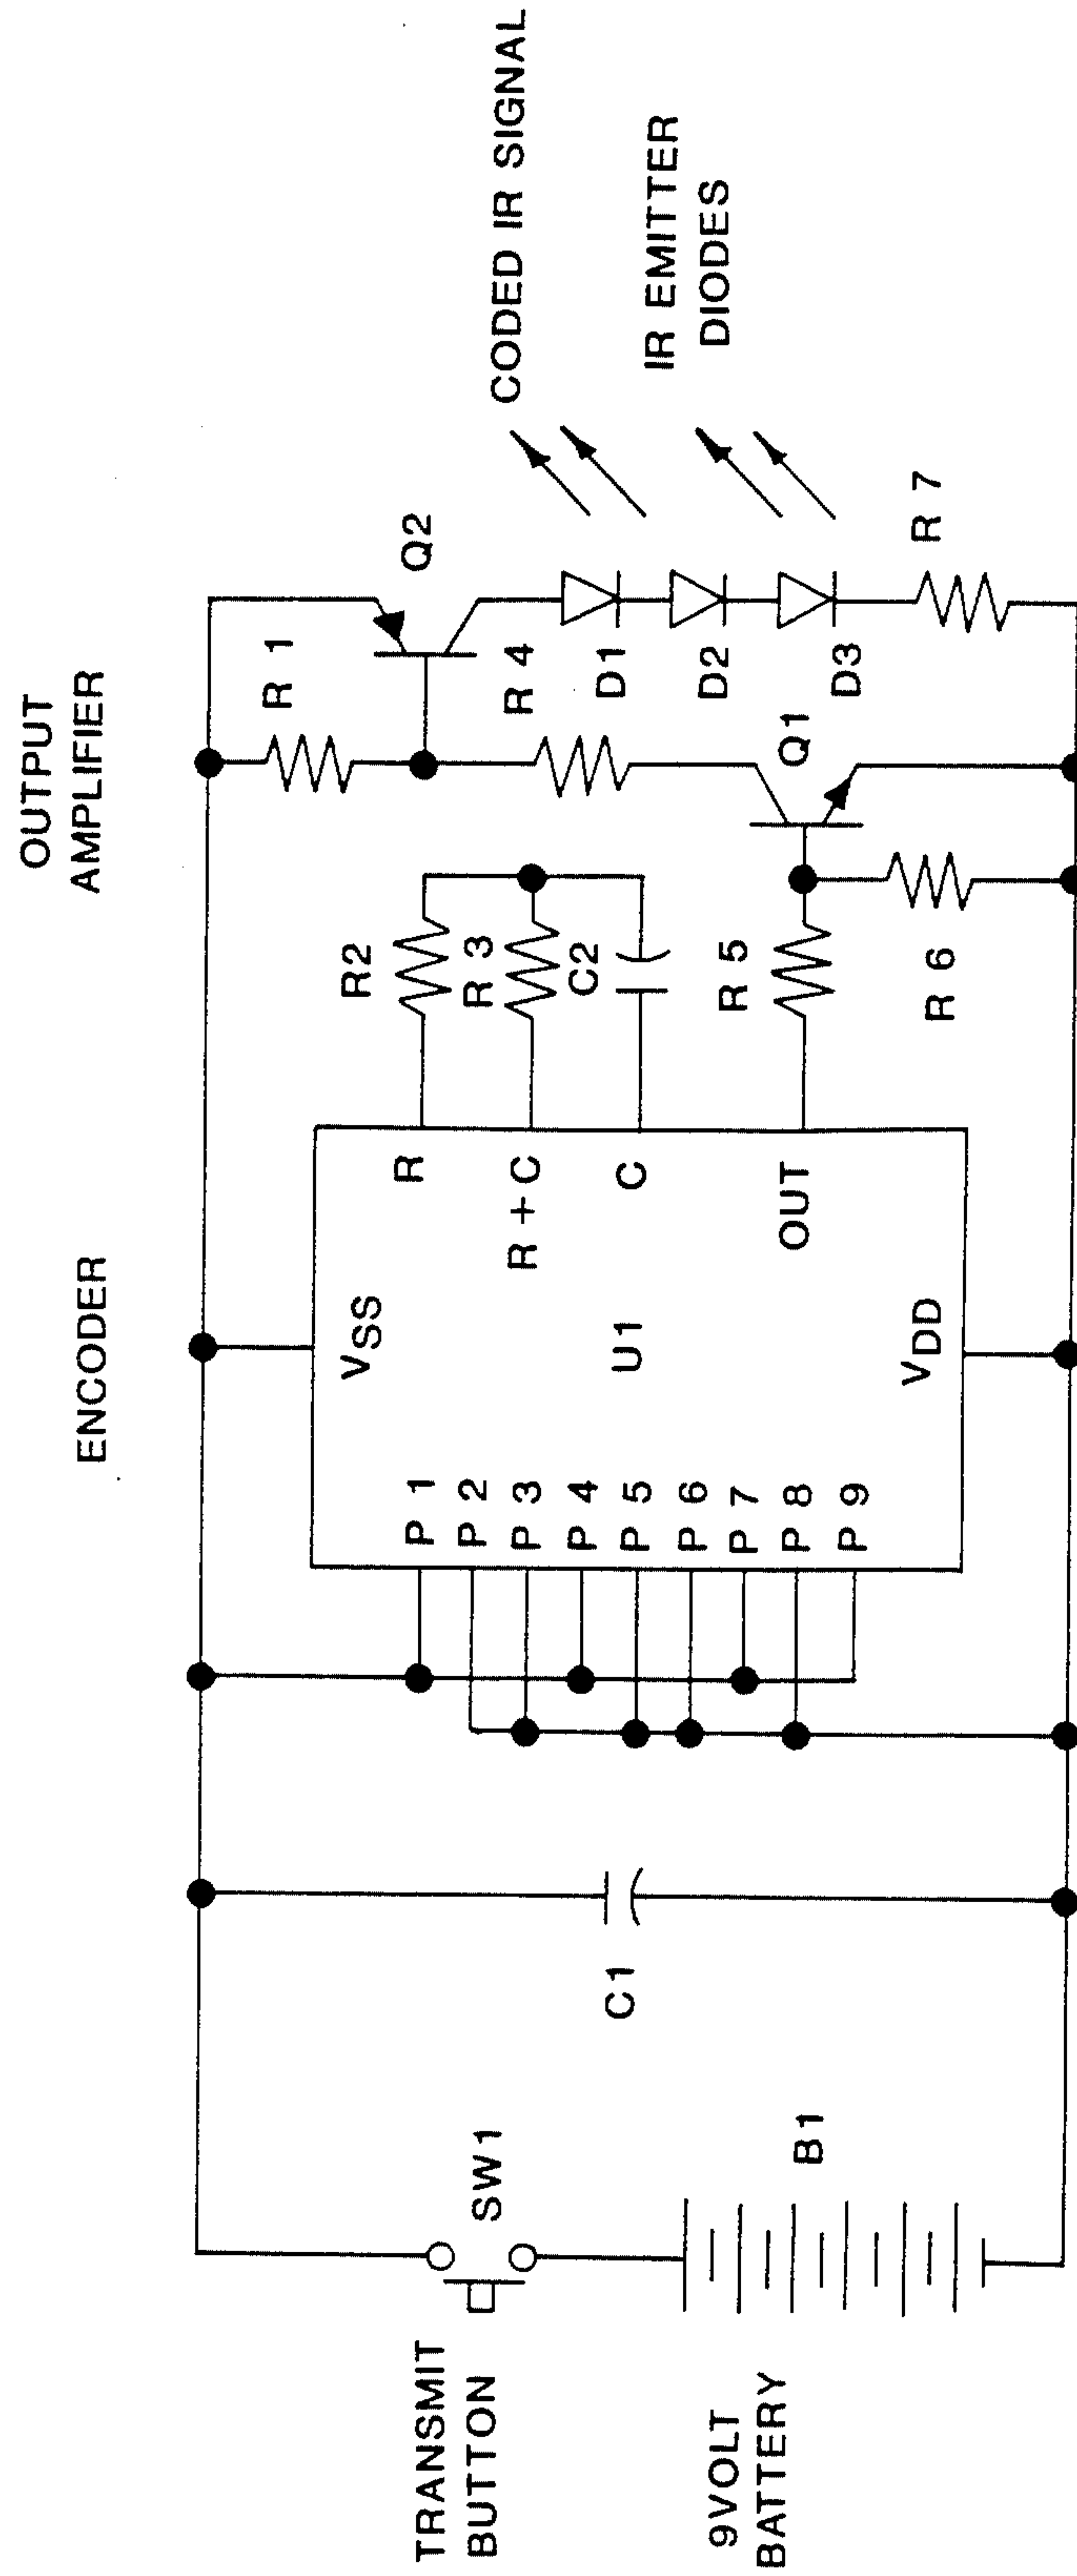 OUTPUT
AMPLIFIER
ENCODER
TRANSMIT
BUTTON
SW1
9VOLT
BATTERY
B1
C1
P 1
P 2
P 3
P 4
P 5
P 6
P 7
P 8
P 9
VSS
U1
VDD
R
R + C
C
OUT
R2
R 3
C2
R 5
R 6
R 1
R 4
Q1
Q2
D1
D2
D3
R 7
CODED IR SIGNAL
IR EMITTER
DIODES